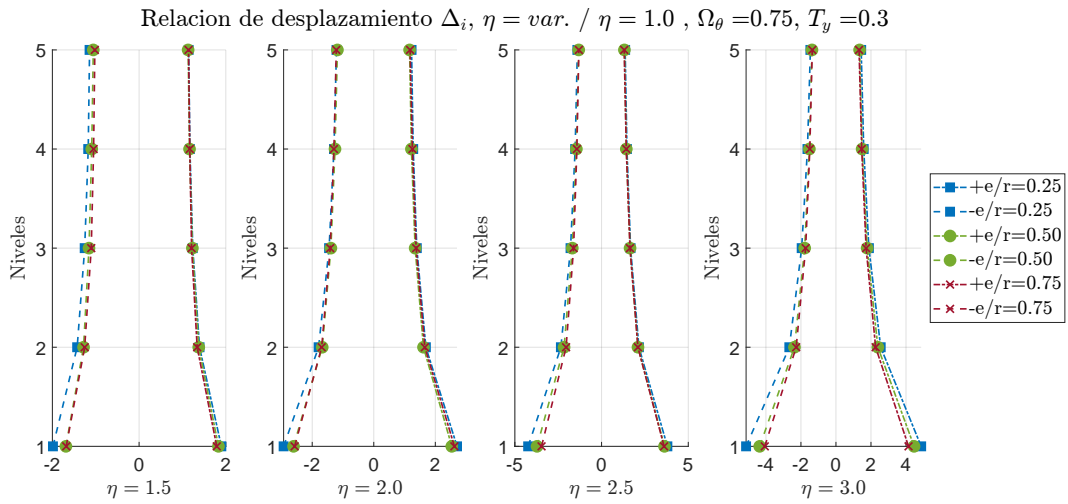 Relacion de desplazamiento Δ_i, η = var. / η = 1.0 , Ω_θ =0.75, T_y =0.3
Niveles
5
4
3
2
1
-2
0
2
η = 1.5
Niveles
5
4
3
2
1
-2
0
2
η = 2.0
Niveles
5
4
3
2
1
-5
0
5
η = 2.5
Niveles
5
4
3
2
1
-4
-2
0
2
4
η = 3.0
+e/r=0.25
-e/r=0.25
+e/r=0.50
-e/r=0.50
+e/r=0.75
-e/r=0.75